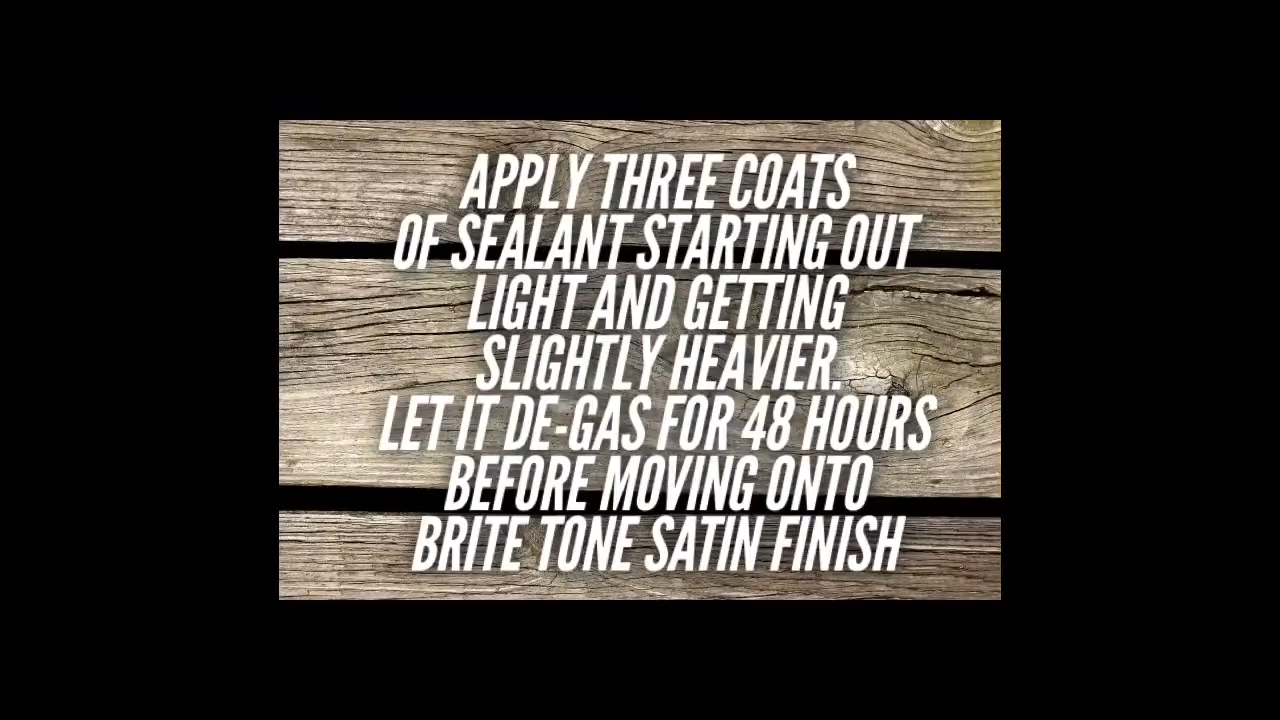 APPLY THREE COATS
OF SEALANT STARTING OUT
LIGHT AND GETTING
SLIGHTLY HEAVIER.
LET IT DE-GAS FOR 48 HOURS
BEFORE MOVING ONTO
BRITE TONE SATIN FINISH